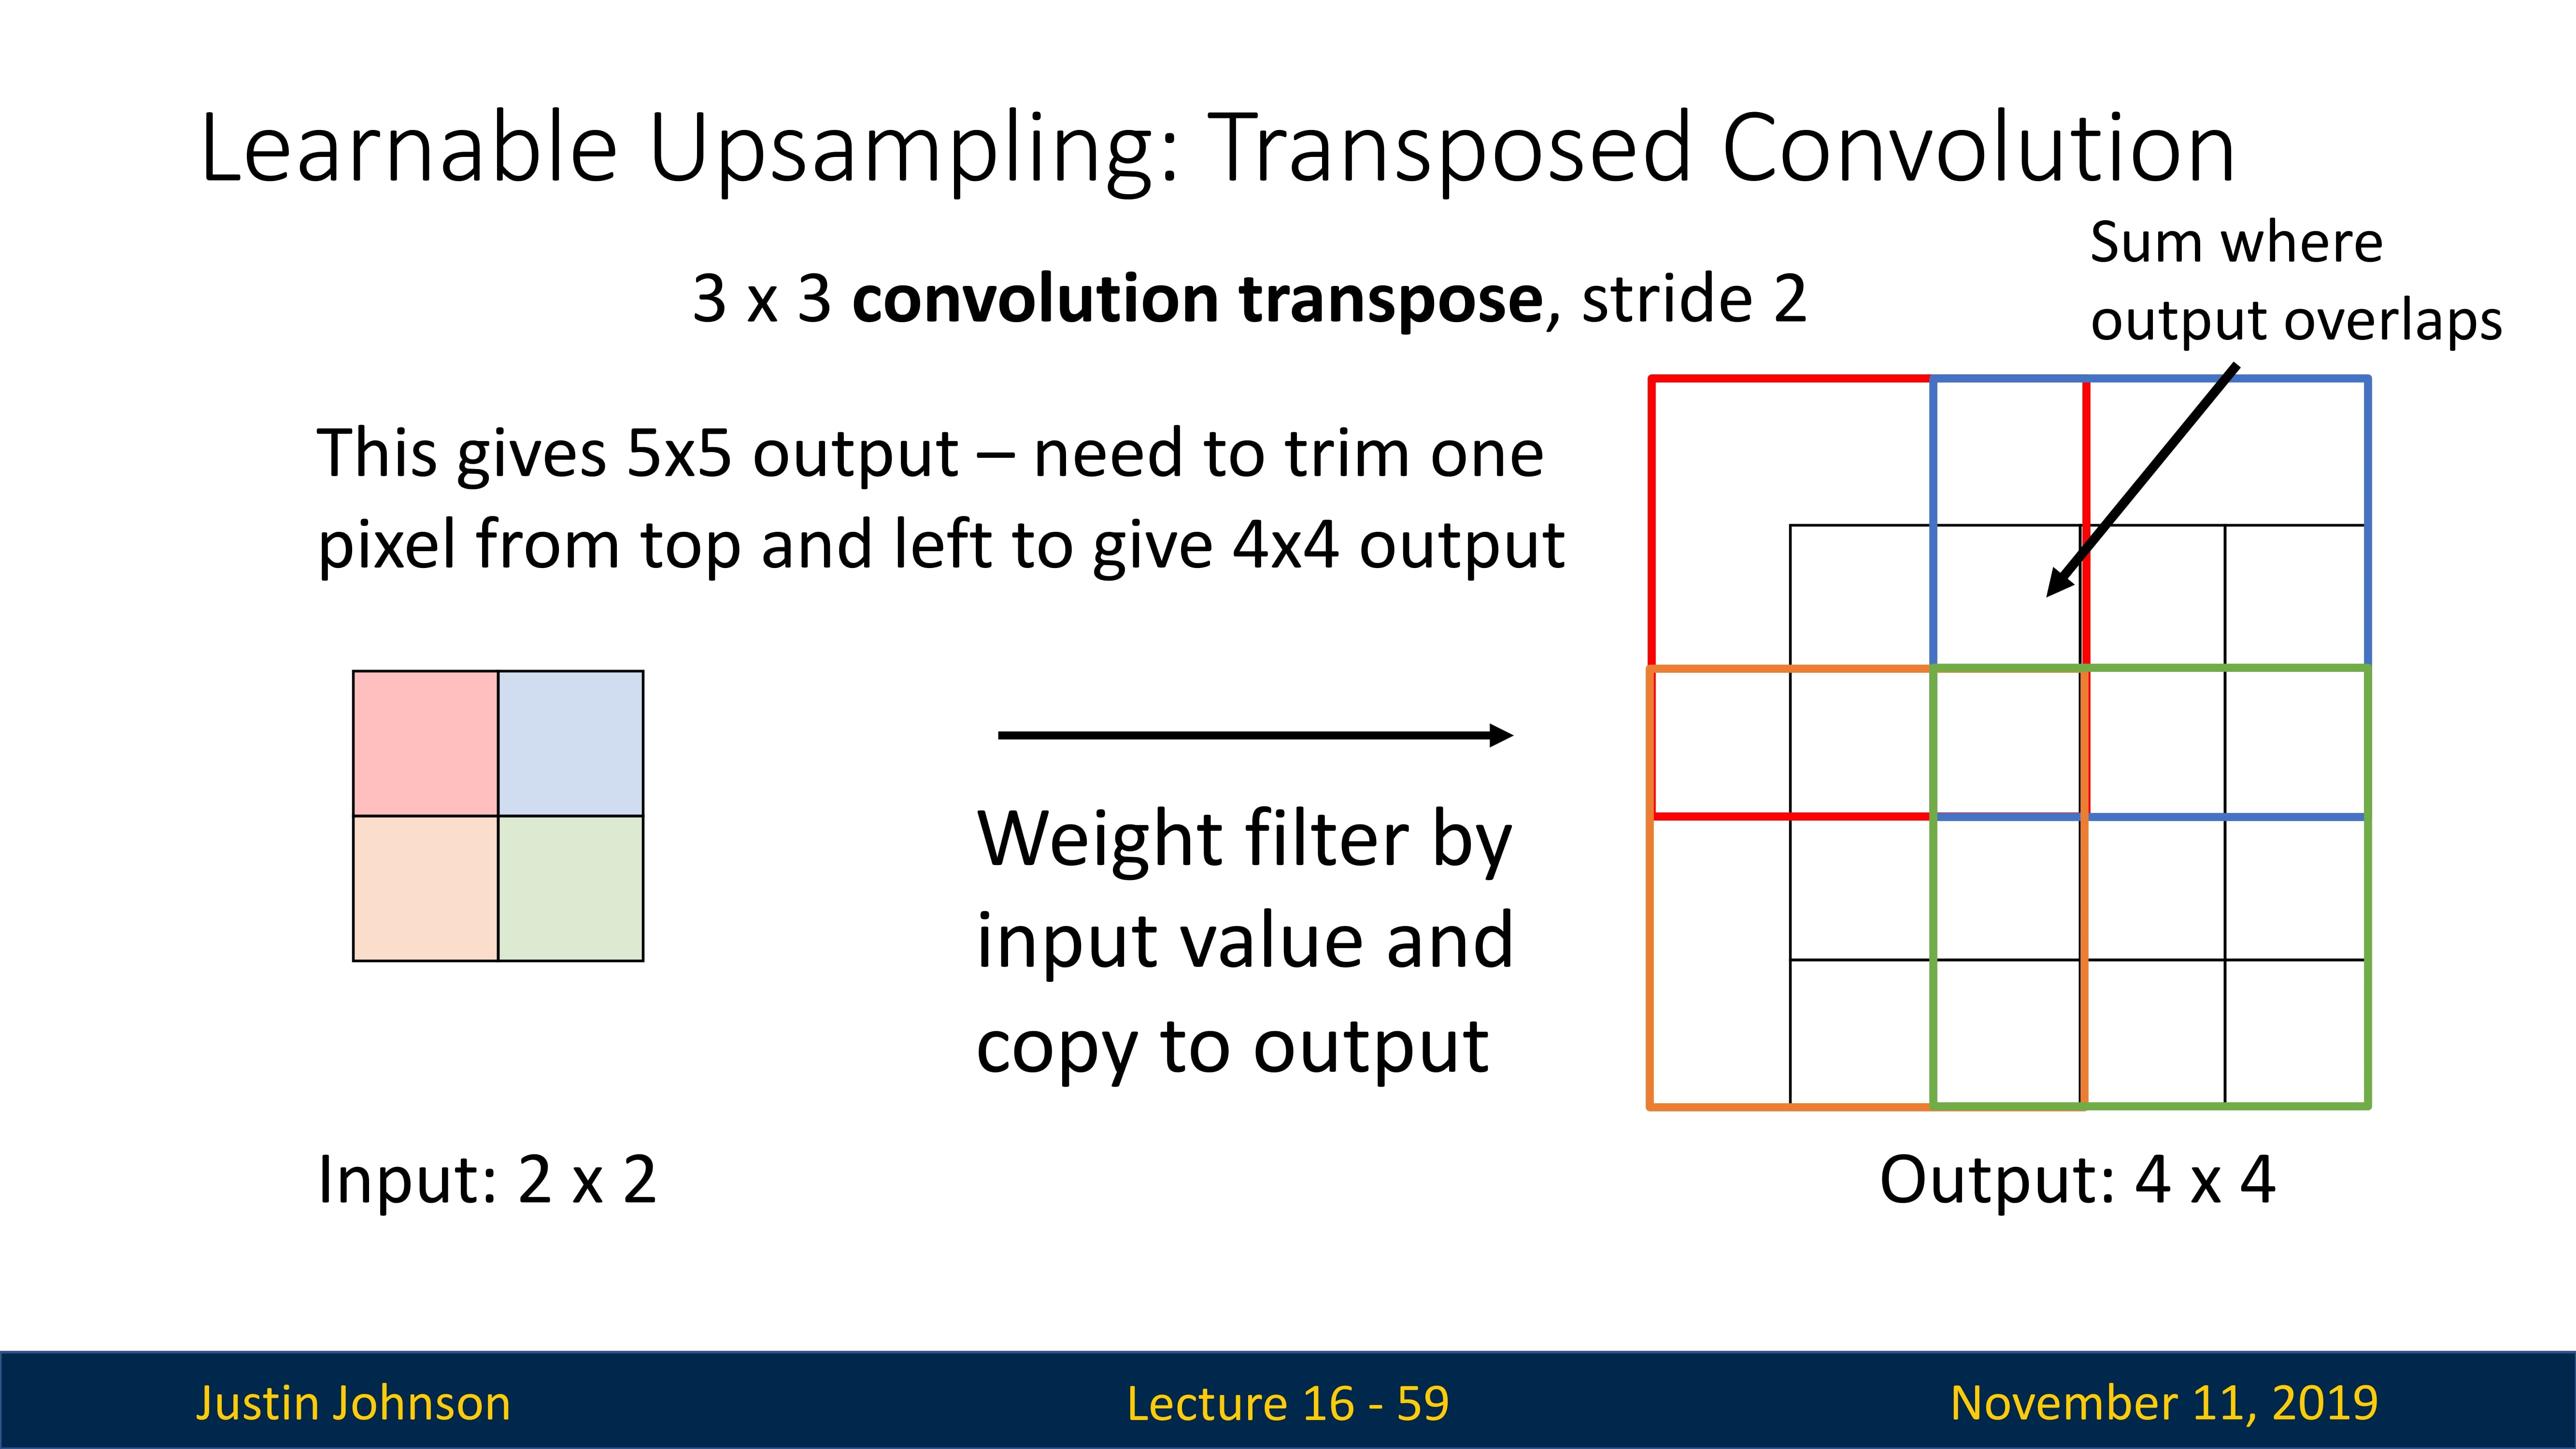 Learnable Upsampling: Transposed Convolution
3 x 3 convolution transpose, stride 2
Sum where
output overlaps
This gives 5x5 output – need to trim one
pixel from top and left to give 4x4 output
Weight filter by
input value and
copy to output
Input: 2 x 2
Output: 4 x 4
Justin Johnson
Lecture 16 - 59
November 11, 2019